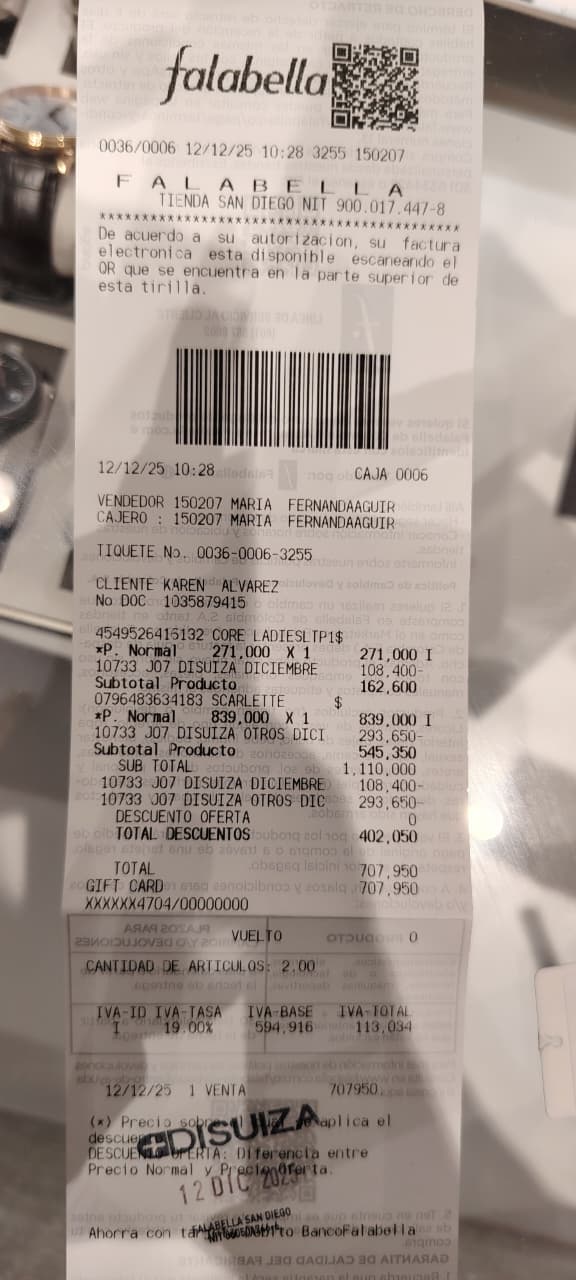 falabella
0036/0006 12/12/25 10:28 3255 150207
F A L A B E L L A
TIENDA SAN DIEGO NIT 900.017.447-8
****************************************
De acuerdo a su autorizacion, su factura
electronica esta disponible escaneando el
QR que se encuentra en la parte superior de
esta tirilla.
12/12/25 10:28 CAJA 0006
VENDEDOR 150207 MARIA FERNANDAAGUIR
CAJERO : 150207 MARIA FERNANDAAGUIR
TIQUETE No. 0036-0006-3255
CLIENTE KAREN ALVAREZ
No DOC 1035879415
4549526416132 CORE LADIESLTP1$
*P. Normal 271,000 X 1 271,000 I
10733 J07 DISUIZA DICIEMBRE 108,400-
Subtotal Producto 162,600
0796483634183 SCARLETTE $
*P. Normal 839,000 X 1 839,000 I
10733 J07 DISUIZA OTROS DICI 293,650-
Subtotal Producto 545,350
SUB TOTAL 1,110,000
10733 J07 DISUIZA DICIEMBRE 108,400-
10733 J07 DISUIZA OTROS DIC 293,650-
DESCUENTO OFERTA 0
TOTAL DESCUENTOS 402,050
TOTAL 707,950
GIFT CARD 707,950
XXXXXX4704/00000000
VUELTO 0
CANTIDAD DE ARTICULOS: 2.00
IVA-ID IVA-TASA IVA-BASE IVA-TOTAL
I 19.00% 594,916 113,034
12/12/25 1 VENTA 707950.
(*) Precio aplica el
DISUIZA
OFERTA: Diferencia entre
Precio Normal y Precio Oferta.
12 DIC 2025
FALABELLA SAN DIEGO
Ahorra con BancoFalabella